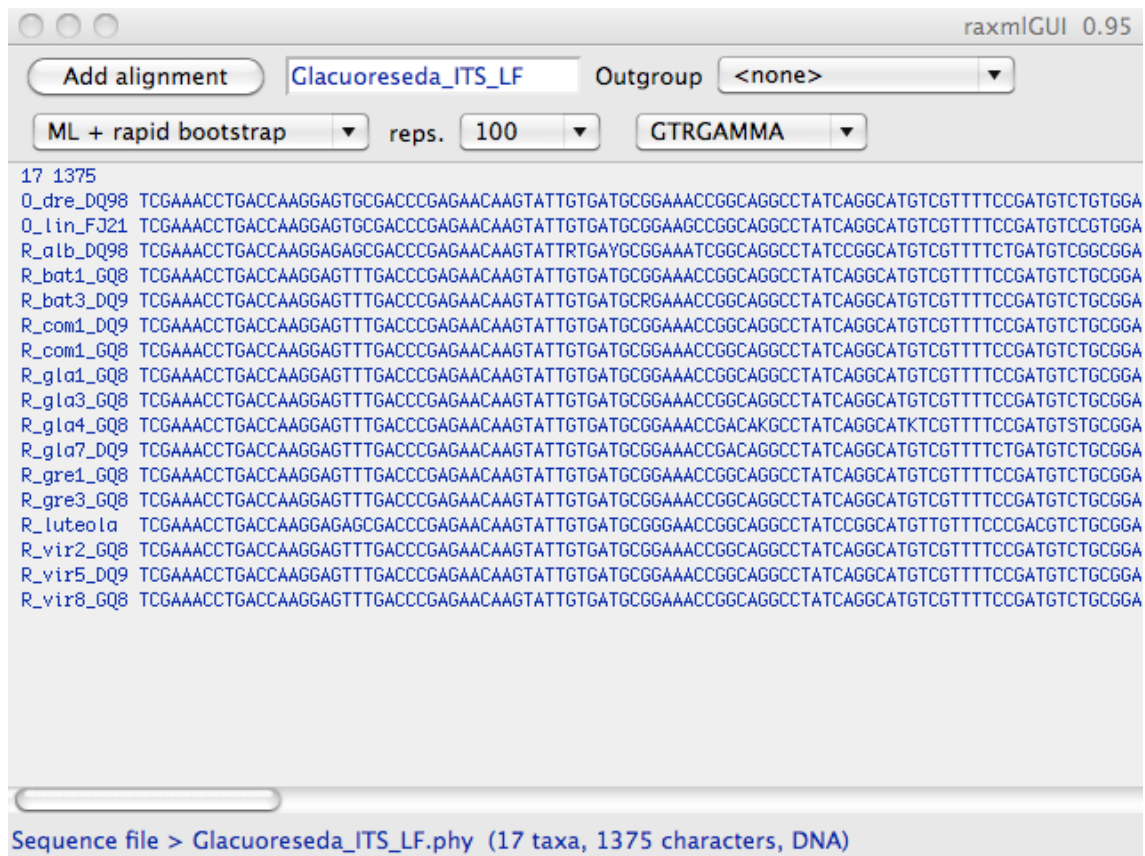 raxmlGUI 0.95
Add alignment Glacuoreseda_ITS_LF Outgroup <none>
ML + rapid bootstrap reps. 100 GTRGAMMA
17 1375
O_dre_DQ98 TCGAAACCTGACCAAGGAGTGCGACCCGAGAACAAGTATTGTGATGCGGAAACCGGCAGGCCTATCAGGCATGTCGTTTTCCGATGTCTGTGGA
O_lin_FJ21 TCGAAACCTGACCAAGGAGTGCGACCCGAGAACAAGTATTGTGATGCGGAAGCCGGCAGGCCTATCAGGCATGTCGTTTTCCGATGTCCGTGGA
R_alb_DQ98 TCGAAACCTGACCAAGGAGAGCGACCCGAGAACAAGTATTRTGAYGCGGAAATCGGCAGGCCTATCCGGCATGTCGTTTTCTGATGTCGGCGGA
R_bat1_GQ8 TCGAAACCTGACCAAGGAGTTTGACCCGAGAACAAGTATTGTGATGCGGAAACCGGCAGGCCTATCAGGCATGTCGTTTTCCGATGTCTGCGGA
R_bat3_DQ9 TCGAAACCTGACCAAGGAGTTTGACCCGAGAACAAGTATTGTGATGCRGAAACCGGCAGGCCTATCAGGCATGTCGTTTTCCGATGTCTGCGGA
R_com1_DQ9 TCGAAACCTGACCAAGGAGTTTGACCCGAGAACAAGTATTGTGATGCGGAAACCGGCAGGCCTATCAGGCATGTCGTTTTCCGATGTCTGCGGA
R_com1_GQ8 TCGAAACCTGACCAAGGAGTTTGACCCGAGAACAAGTATTGTGATGCGGAAACCGGCAGGCCTATCAGGCATGTCGTTTTCCGATGTCTGCGGA
R_gla1_GQ8 TCGAAACCTGACCAAGGAGTTTGACCCGAGAACAAGTATTGTGATGCGGAAACCGGCAGGCCTATCAGGCATGTCGTTTTCCGATGTCTGCGGA
R_gla3_GQ8 TCGAAACCTGACCAAGGAGTTTGACCCGAGAACAAGTATTGTGATGCGGAAACCGGCAGGCCTATCAGGCATGTCGTTTTCCGATGTCTGCGGA
R_gla4_GQ8 TCGAAACCTGACCAAGGAGTTTGACCCGAGAACAAGTATTGTGATGCGGAAACCGACAKGCCTATCAGGCATKTCGTTTTCCGATGTSTGCGGA
R_gla7_DQ9 TCGAAACCTGACCAAGGAGTTTGACCCGAGAACAAGTATTGTGATGCGGAAACCGACAGGCCTATCAGGCATGTCGTTTTCTGATGTCTGCGGA
R_gre1_GQ8 TCGAAACCTGACCAAGGAGTTTGACCCGAGAACAAGTATTGTGATGCGGAAACCGGCAGGCCTATCAGGCATGTCGTTTTCCGATGTCTGCGGA
R_gre3_GQ8 TCGAAACCTGACCAAGGAGTTTGACCCGAGAACAAGTATTGTGATGCGGAAACCGGCAGGCCTATCAGGCATGTCGTTTTCCGATGTCTGCGGA
R_luteola TCGAAACCTGACCAAGGAGAGCGACCCGAGAACAAGTATTGTGATGCGGGAACCGGCAGGCCTATCCGGCATGTTGTTTCCCGACGTCTGCGGA
R_vir2_GQ8 TCGAAACCTGACCAAGGAGTTTGACCCGAGAACAAGTATTGTGATGCGGAAACCGGCAGGCCTATCAGGCATGTCGTTTTCCGATGTCTGCGGA
R_vir5_DQ9 TCGAAACCTGACCAAGGAGTTTGACCCGAGAACAAGTATTGTGATGCGGAAACCGGCAGGCCTATCAGGCATGTCGTTTTCCGATGTCTGCGGA
R_vir8_GQ8 TCGAAACCTGACCAAGGAGTTTGACCCGAGAACAAGTATTGTGATGCGGAAACCGGCAGGCCTATCAGGCATGTCGTTTTCCGATGTCTGCGGA
Sequence file > Glacuoreseda_ITS_LF.phy (17 taxa, 1375 characters, DNA)